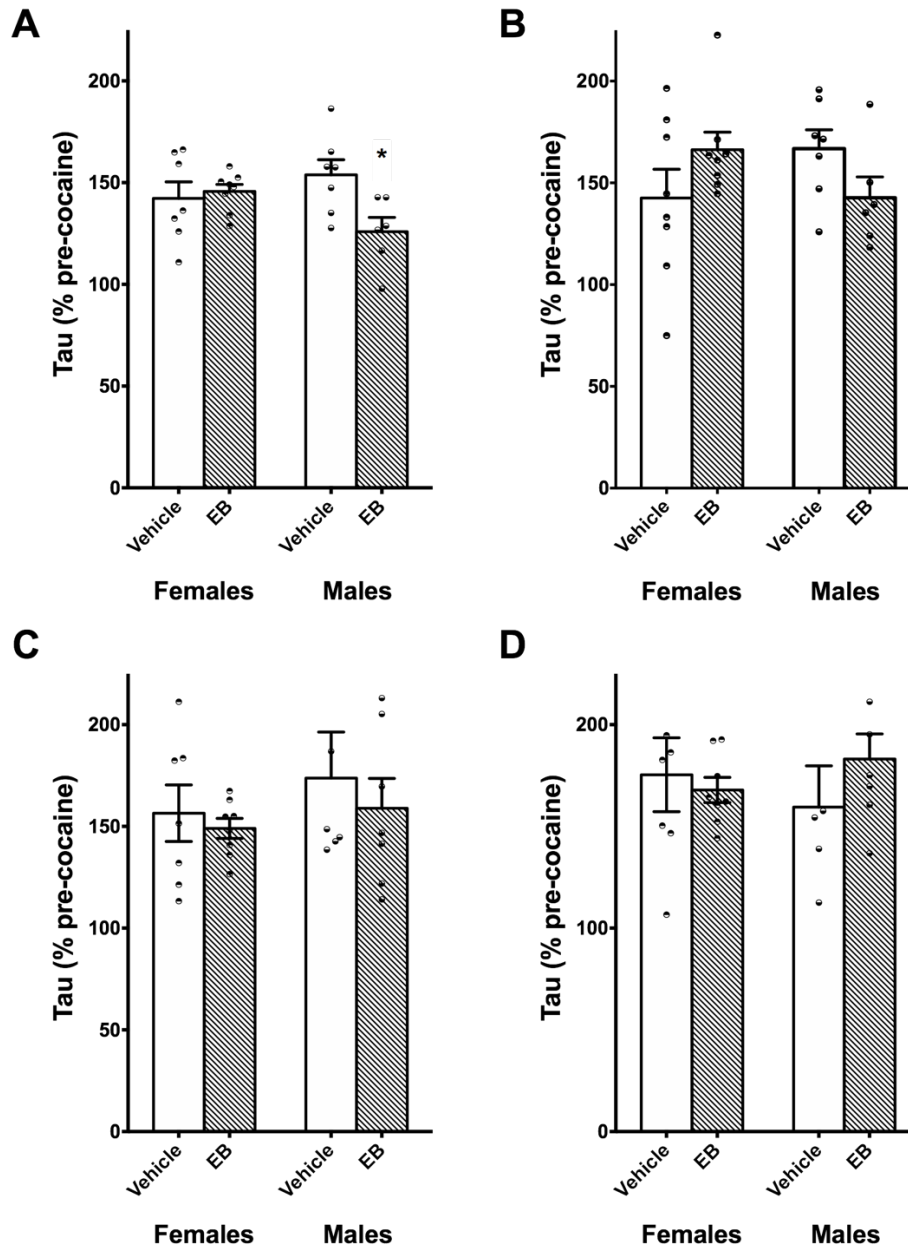 A
Tau (% pre-cocaine)
200
150
100
50
0
*
Vehicle
EB
Vehicle
EB
Females
Males
B
Tau (% pre-cocaine)
200
150
100
50
0
Vehicle
EB
Vehicle
EB
Females
Males
C
Tau (% pre-cocaine)
200
150
100
50
0
Vehicle
EB
Vehicle
EB
Females
Males
D
Tau (% pre-cocaine)
200
100
0
Vehicle
EB
Vehicle
EB
Females
Males